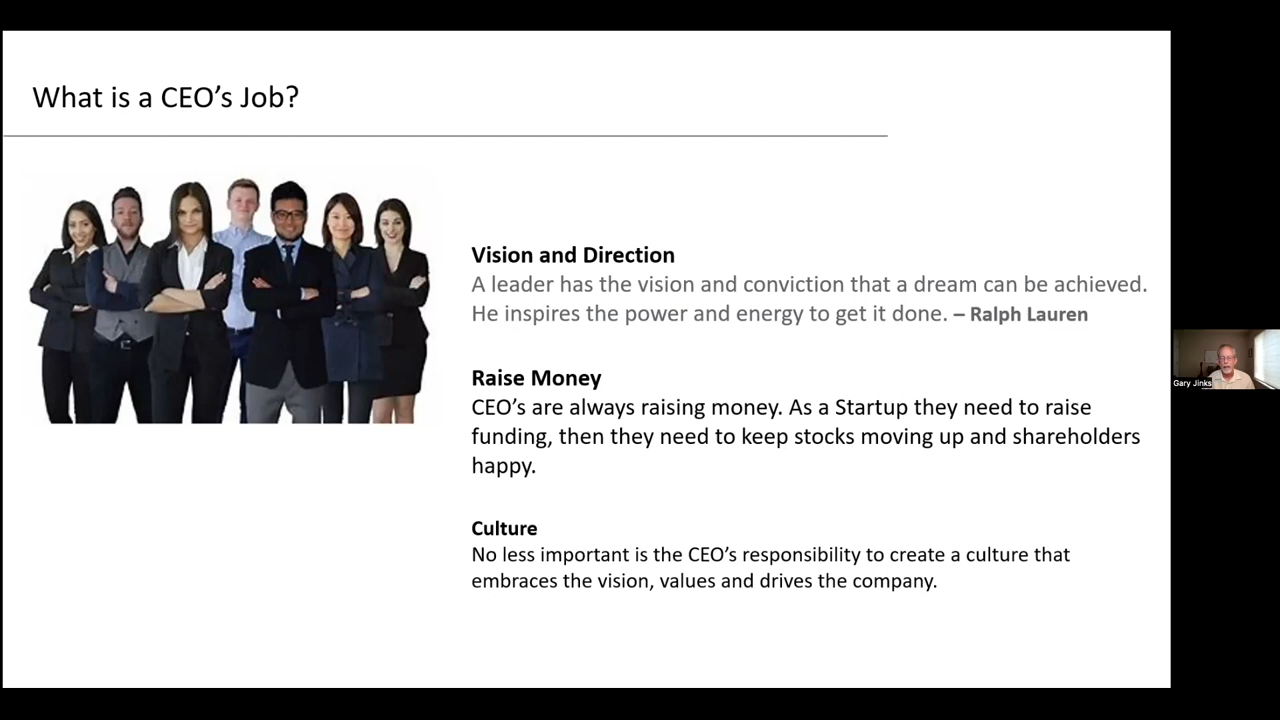 What is a CEO’s Job?
Vision and Direction
A leader has the vision and conviction that a dream can be achieved.
He inspires the power and energy to get it done. – Ralph Lauren
Raise Money
CEO’s are always raising money. As a Startup they need to raise
funding, then they need to keep stocks moving up and shareholders
happy.
Culture
No less important is the CEO’s responsibility to create a culture that
embraces the vision, values and drives the company.
Gary Jinks